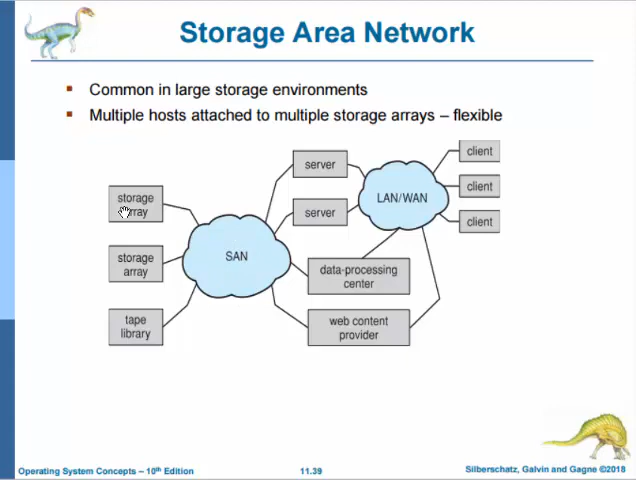 Storage Area Network
Common in large storage environments
Multiple hosts attached to multiple storage arrays – flexible
storage
array
storage
array
tape
library
SAN
server
server
data-processing
center
web content
provider
LAN/WAN
client
client
client
Operating System Concepts – 10th Edition
11.39
Silberschatz, Galvin and Gagne ©2018